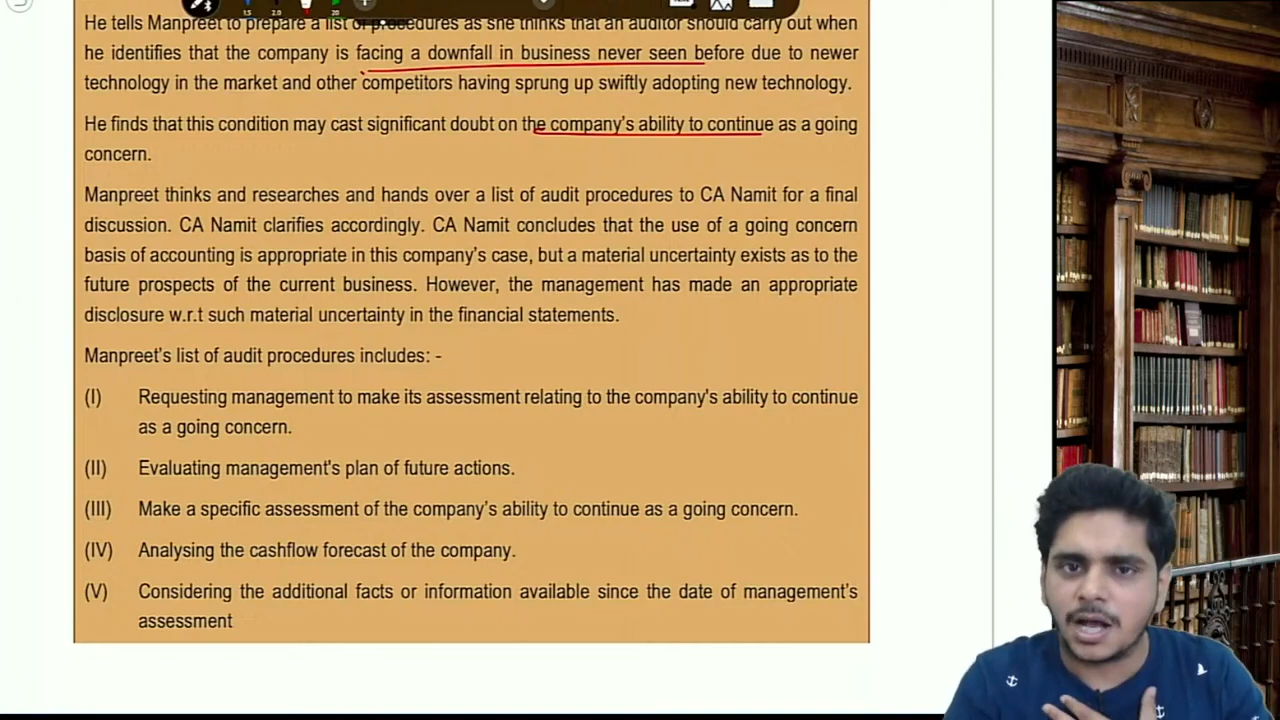 He tells Manpreet to prepare a list of procedures as she thinks that an auditor should carry out when
he identifies that the company is facing a downfall in business never seen before due to newer
technology in the market and other competitors having sprung up swiftly adopting new technology.
He finds that this condition may cast significant doubt on the company's ability to continue as a going
concern.
Manpreet thinks and researches and hands over a list of audit procedures to CA Namit for a final
discussion. CA Namit clarifies accordingly. CA Namit concludes that the use of a going concern
basis of accounting is appropriate in this company's case, but a material uncertainty exists as to the
future prospects of the current business. However, the management has made an appropriate
disclosure w.r.t such material uncertainty in the financial statements.
Manpreet's list of audit procedures includes: -
(I) Requesting management to make its assessment relating to the company's ability to continue
as a going concern.
(II) Evaluating management's plan of future actions.
(III) Make a specific assessment of the company's ability to continue as a going concern.
(IV) Analysing the cashflow forecast of the company.
(V) Considering the additional facts or information available since the date of management's
assessment